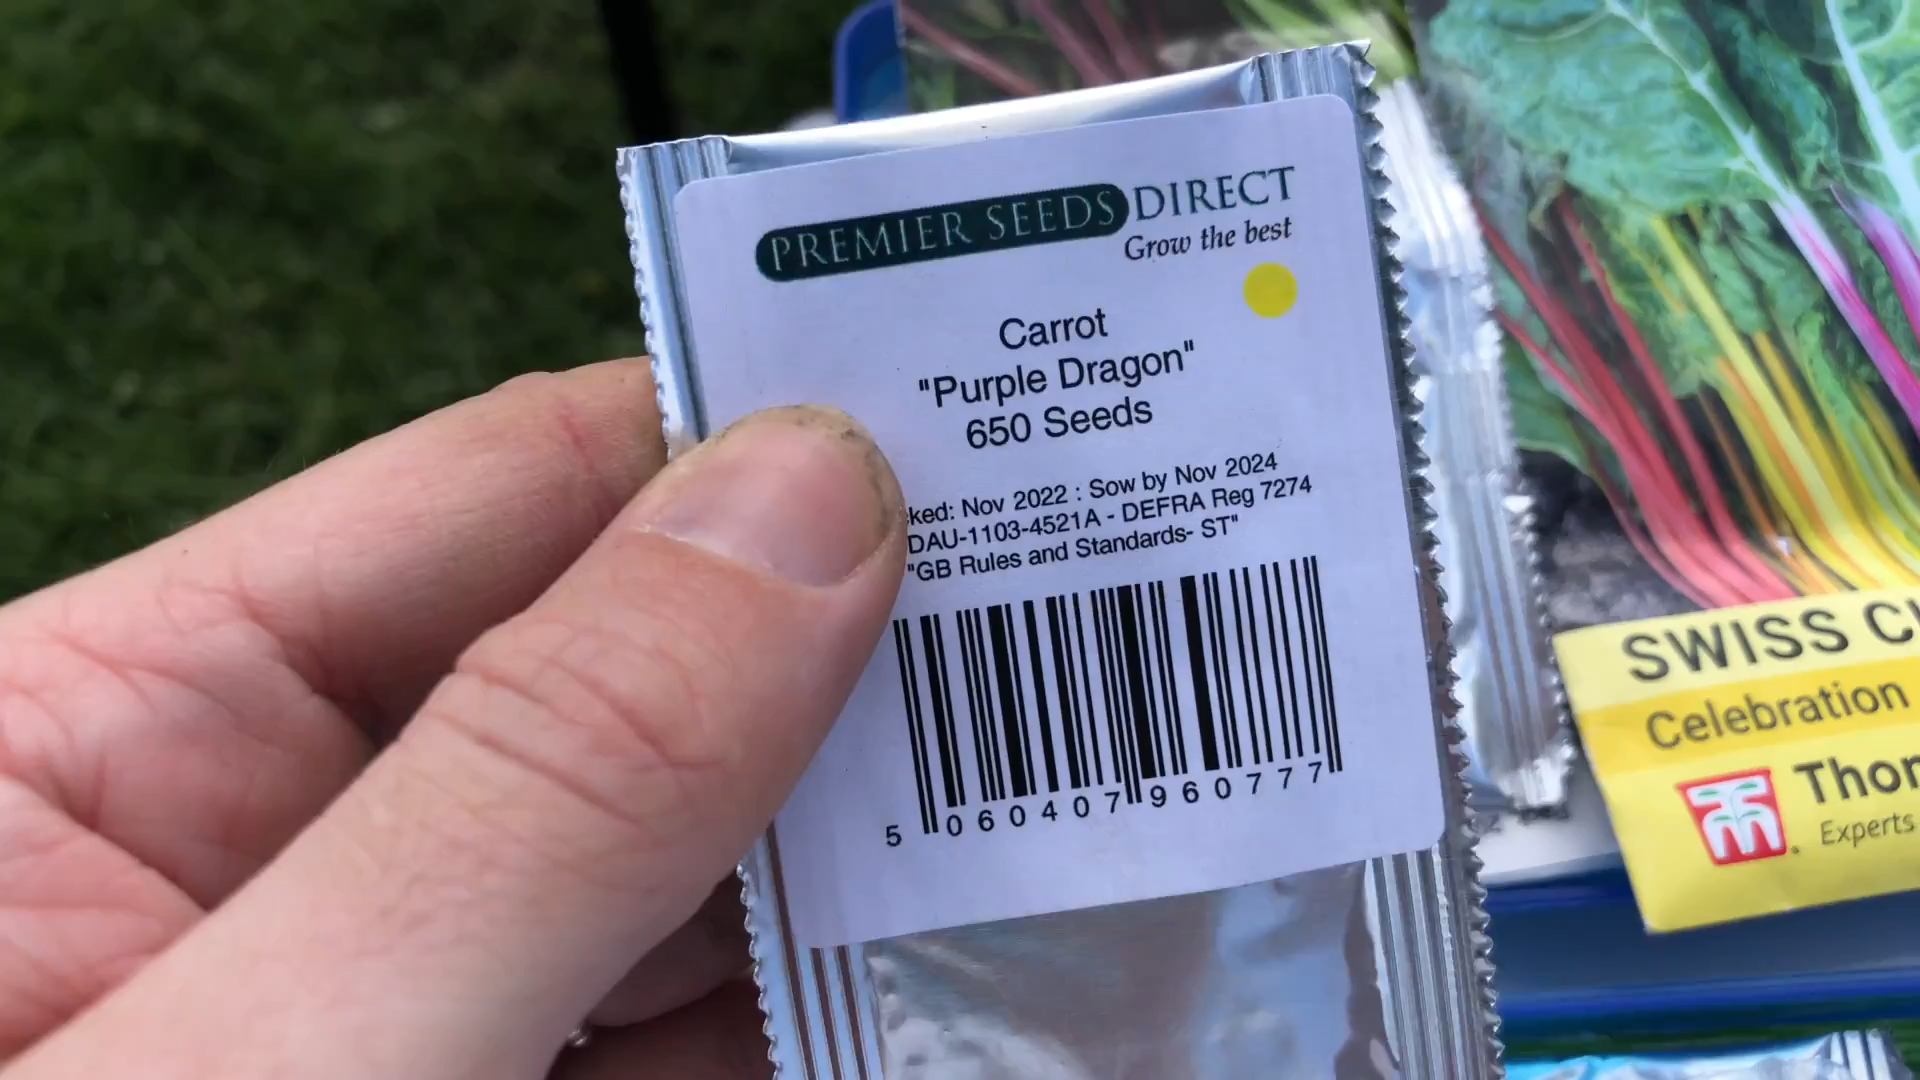 PREMIER SEEDS DIRECT
Grow the best
Carrot
"Purple Dragon"
650 Seeds
Nov 2022 : Sow by Nov 2024
DAU-1103-4521A - DEFRA Reg 7274
"GB Rules and Standards- ST"
5 060407 960777
SWISS
Celebration
Experts